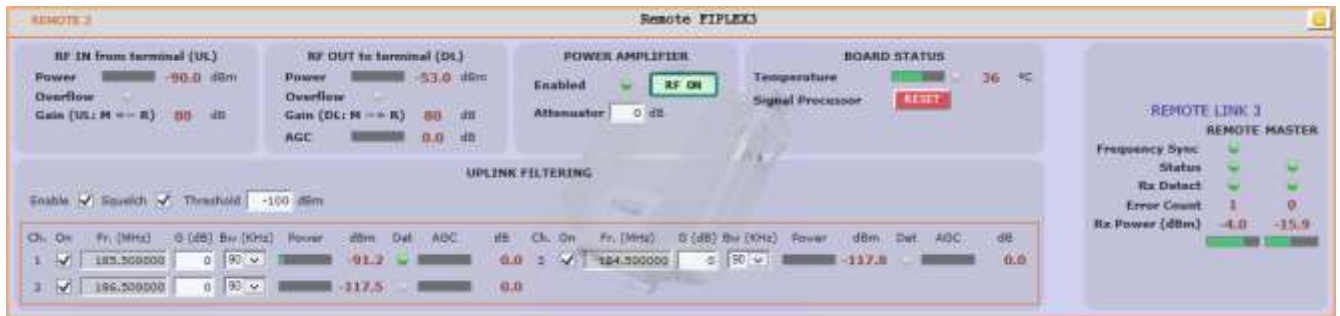 REMOTE 3
Remote FIPLEX3
RF IN from terminal (UL)
Power -90.0 dBm
Overflow
Gain (UL: M <-- R) 80 dB
RF OUT to terminal (DL)
Power -53.0 dBm
Overflow
Gain (DL: M --> R) 80 dB
AGC 0.0 dB
POWER AMPLIFIER
Enabled RF ON
Attenuator 0 dB
BOARD STATUS
Temperature 36 ºC
Signal Processor RESET
UPLINK FILTERING
Enable Squelch Threshold -100 dBm
Ch. On Fr. (MHz) G (dB) Bw (KHz) Power dBm Det AGC dB Ch. On Fr. (MHz) G (dB) Bw (KHz) Power dBm Det AGC dB
1 185.500000 0 90 -91.2 0.0 2 184.500000 0 90 -117.8 0.0
3 186.500000 0 90 -117.5 0.0
REMOTE LINK 3
REMOTE MASTER
Frequency Sync
Status
Rx Detect
Error Count 1 0
Rx Power (dBm) -4.0 -15.9